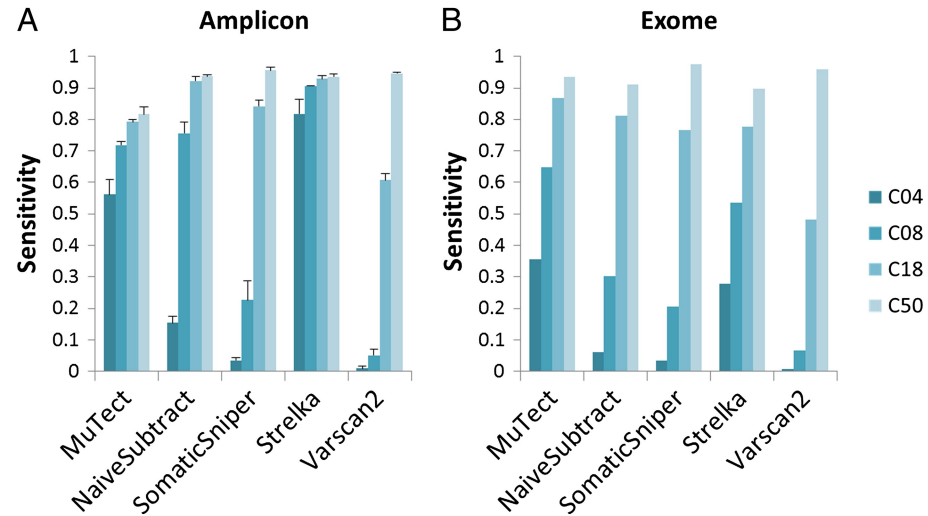 A
Amplicon
Sensitivity
1
0.9
0.8
0.7
0.6
0.5
0.4
0.3
0.2
0.1
0
MuTect
NaiveSubtract
SomaticSniper
Strelka
Varscan2
B
Exome
Sensitivity
1
0.9
0.8
0.7
0.6
0.5
0.4
0.3
0.2
0.1
0
MuTect
NaiveSubtract
SomaticSniper
Strelka
Varscan2
C04
C08
C18
C50